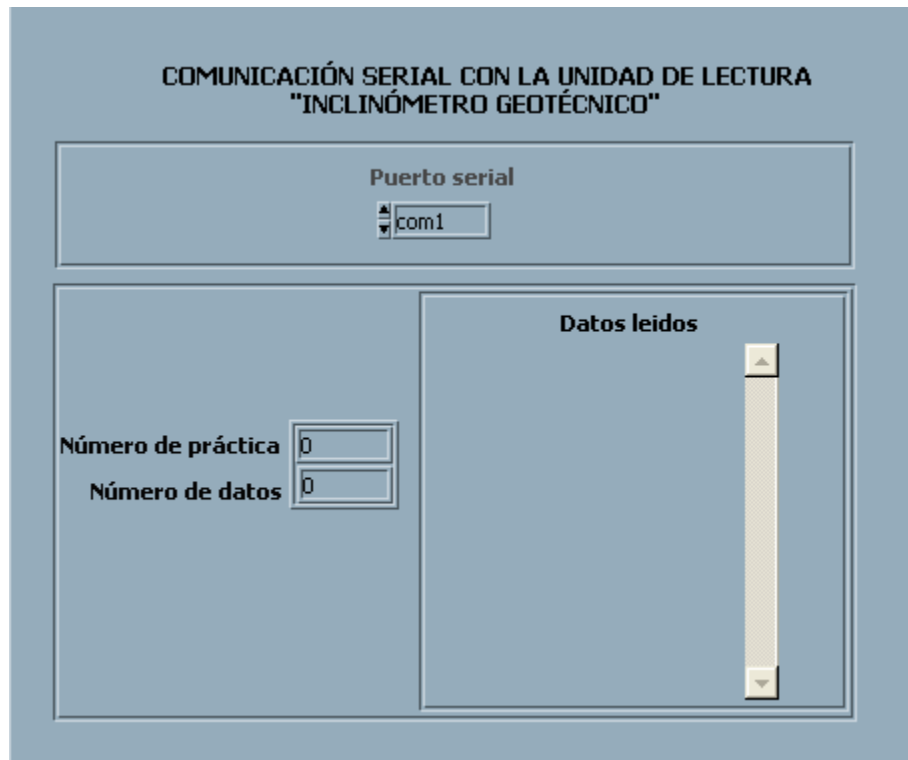 COMUNICACIÓN SERIAL CON LA UNIDAD DE LECTURA
"INCLINÓMETRO GEOTÉCNICO"
Puerto serial
com1
Datos leidos
Número de práctica 0
Número de datos 0